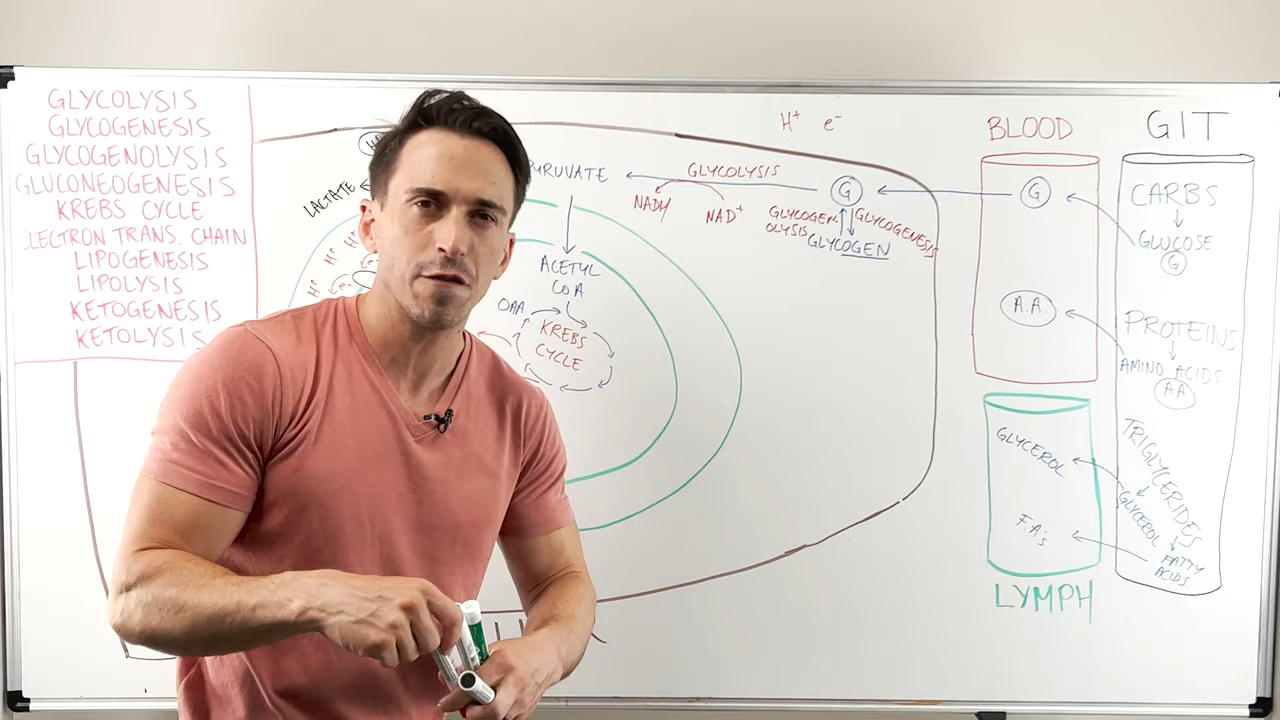 GLYCOLYSIS
GLYCOGENESIS
GLYCOGENOLYSIS
GLUCONEOGENESIS
KREBS CYCLE
ELECTRON TRANS. CHAIN
LIPOGENESIS
LIPOLYSIS
KETOGENESIS
KETOLYSIS
LACTATE
H⁺
H⁺
H⁺
e⁻
PYRUVATE
GLYCOLYSIS
NADH
NAD⁺
H⁺ e⁻
G
GLYCOGEN
OLYSIS
GLYCOGENESIS
GLYCOGEN
ACETYL
COA
OAA
KREBS
CYCLE
BLOOD
G
A.A.
GLYCEROL
F.A's
LYMPH
GIT
CARBS
GLUCOSE
G
PROTEINS
AMINO ACIDS
AA
TRIGLYCERIDES
GLYCEROL
FATTY
ACIDS